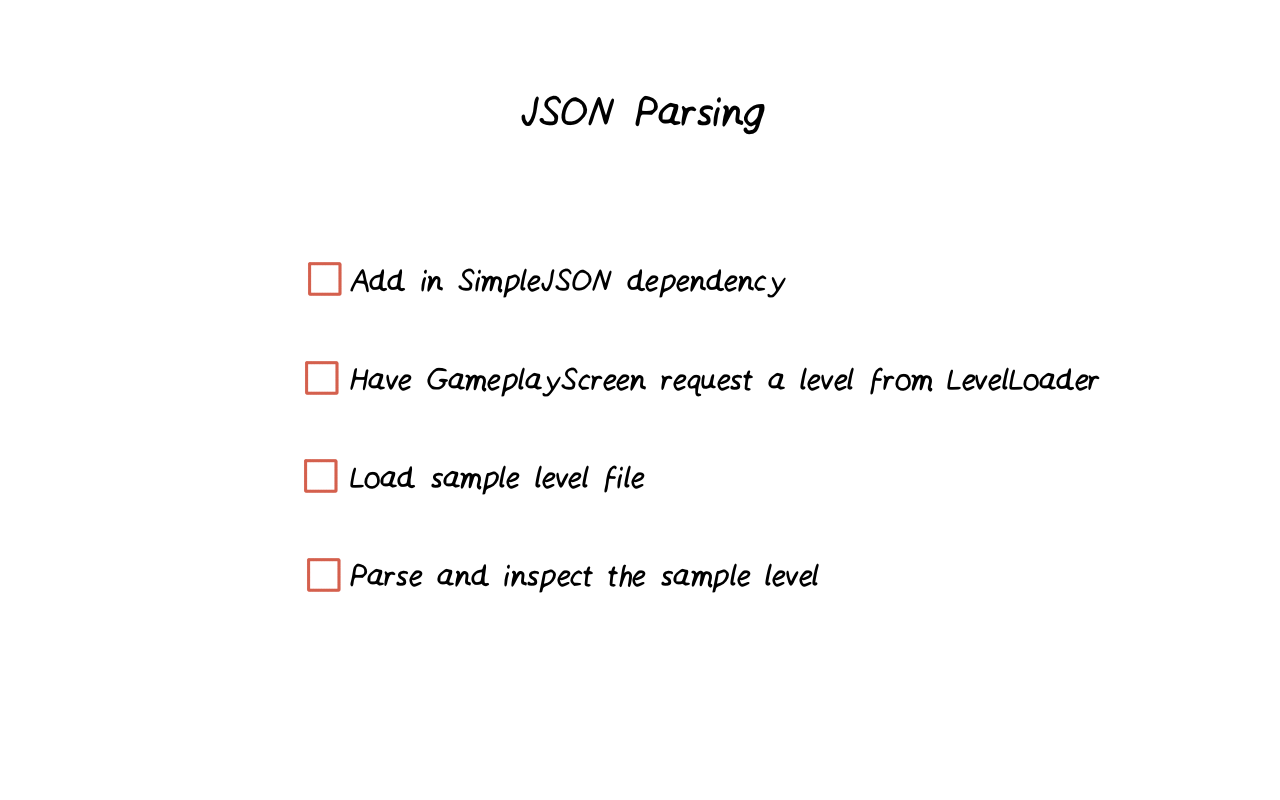 JSON Parsing
Add in SimpleJSON dependency
Have GameplayScreen request a level from LevelLoader
Load sample level file
Parse and inspect the sample level